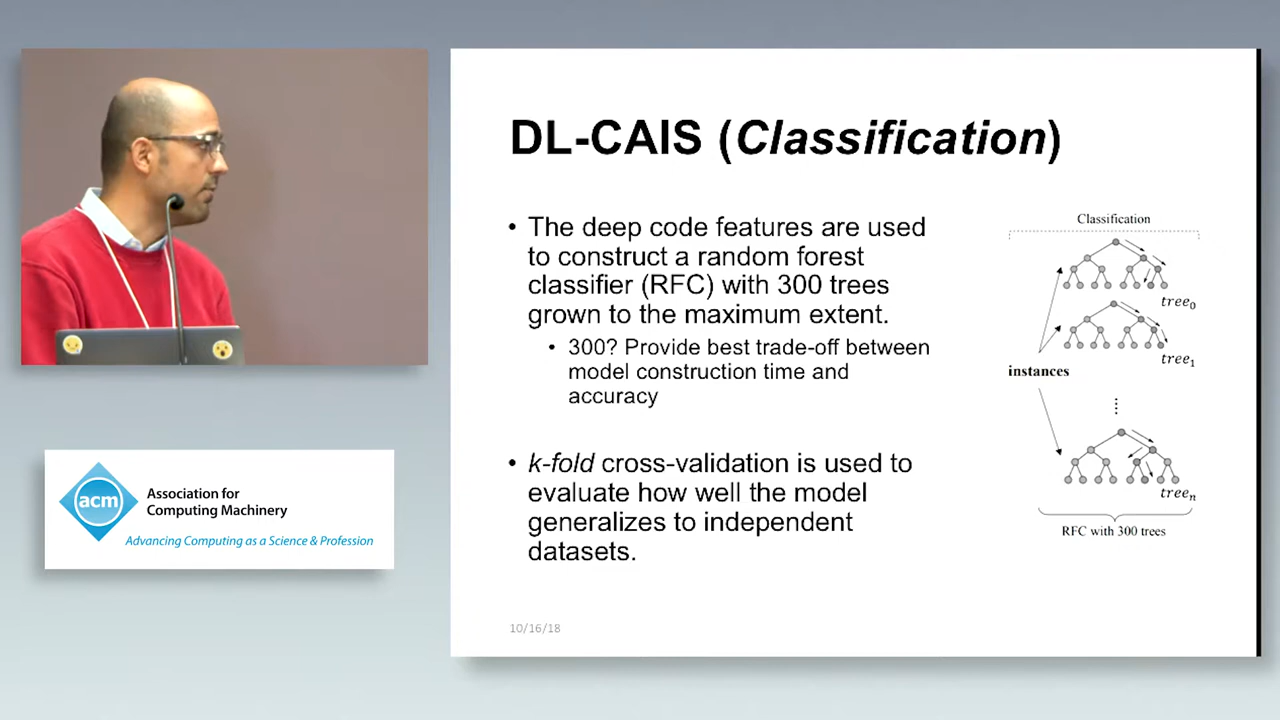 DL-CAIS (Classification)
• The deep code features are used
to construct a random forest
classifier (RFC) with 300 trees
grown to the maximum extent.
• 300? Provide best trade-off between
model construction time and
accuracy
• k-fold cross-validation is used to
evaluate how well the model
generalizes to independent
datasets.
Classification
tree0
tree1
instances
treen
RFC with 300 trees
10/16/18
acm
Association for
Computing Machinery
Advancing Computing as a Science & Profession